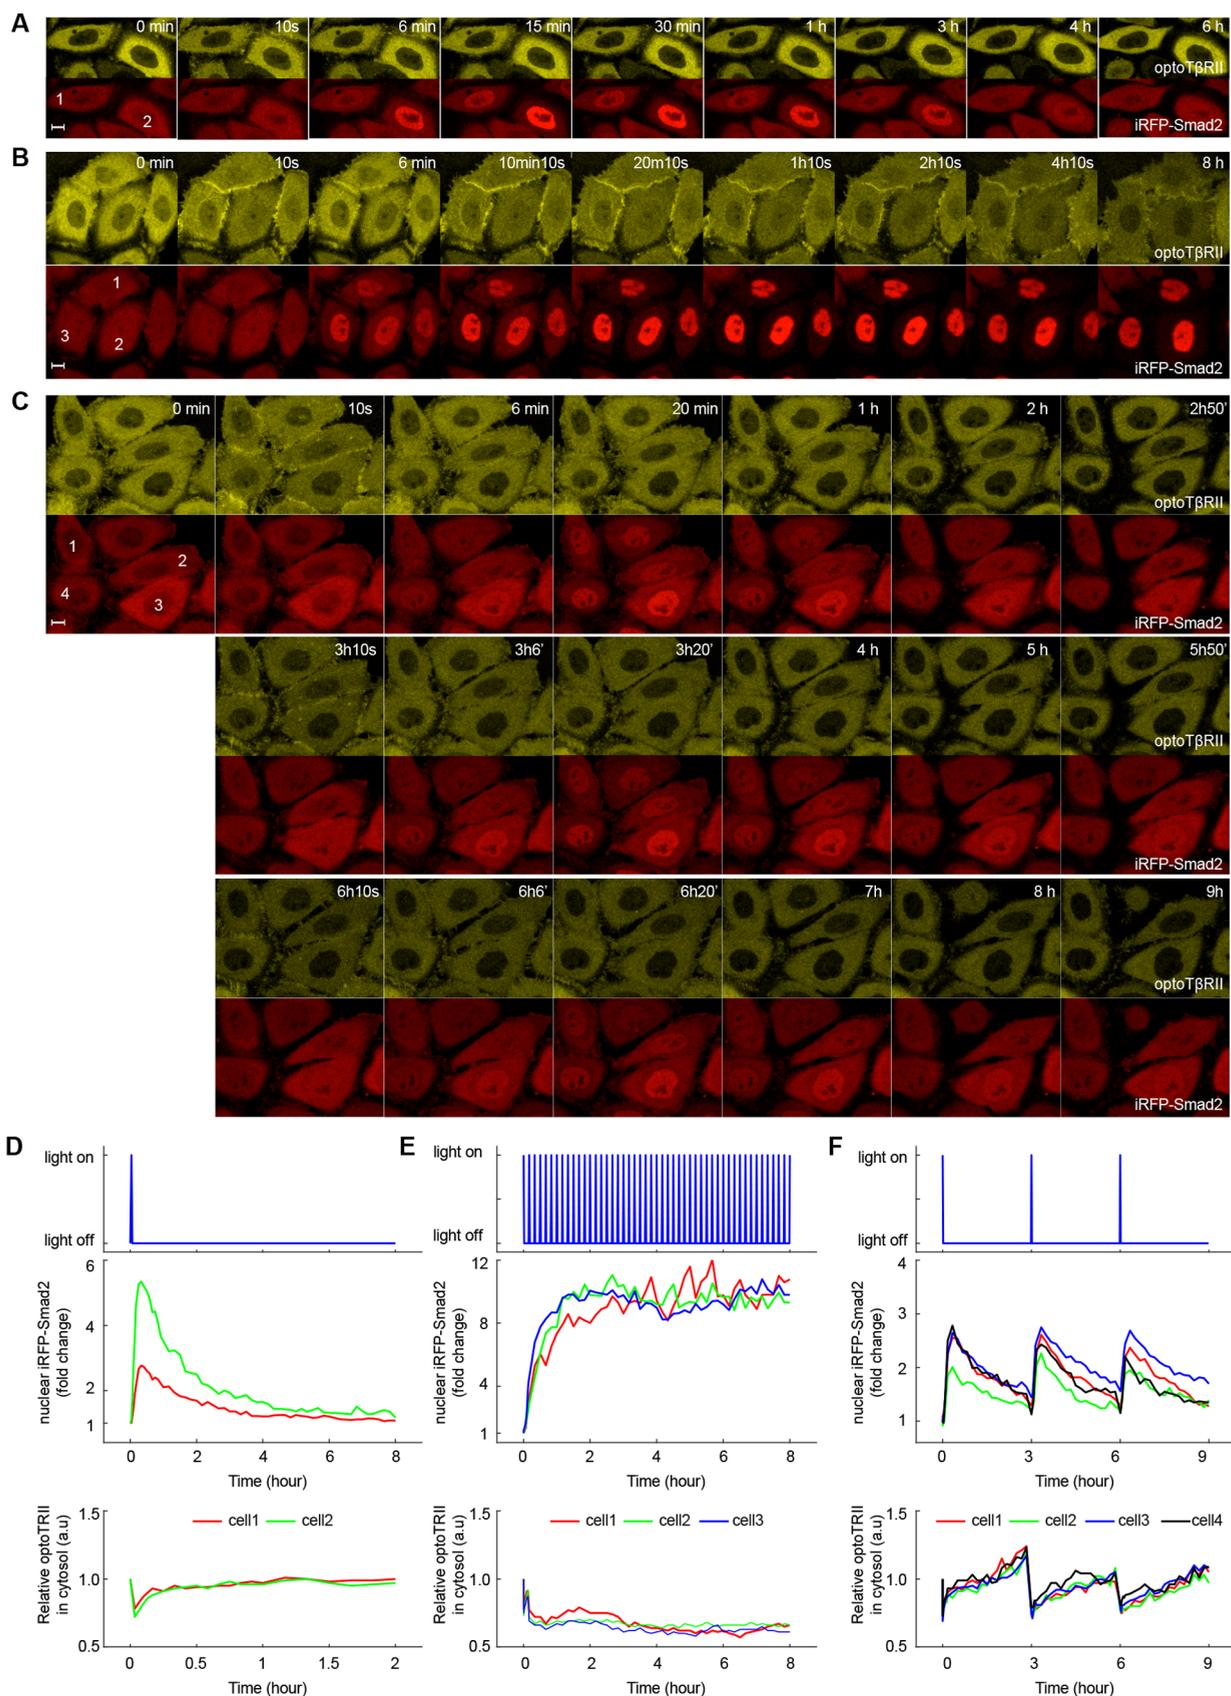 A
0 min 10s 6 min 15 min 30 min 1 h 3 h 4 h 6 h
optoTβRII
1
2
iRFP-Smad2
B
0 min 10s 6 min 10min10s 20m10s 1h10s 2h10s 4h10s 8 h
optoTβRII
1
3
2
iRFP-Smad2
C
0 min 10s 6 min 20 min 1 h 2 h 2h50'
optoTβRII
1
2
4
3
iRFP-Smad2
3h10s 3h6' 3h20' 4 h 5 h 5h50'
optoTβRII
iRFP-Smad2
6h10s 6h6' 6h20' 7h 8 h 9h
optoTβRII
iRFP-Smad2
D
light on
light off
nuclear iRFP-Smad2
(fold change)
6
4
2
1
0 2 4 6 8
Time (hour)
Relative optoTRII
in cytosol (a.u)
1.5
1.0
0.5
cell1 cell2
0 0.5 1 1.5 2
Time (hour)
E
light on
light off
nuclear iRFP-Smad2
(fold change)
12
8
4
1
0 2 4 6 8
Time (hour)
Relative optoTRII
in cytosol (a.u)
1.5
1.0
0.5
cell1 cell2 cell3
0 2 4 6 8
Time (hour)
F
light on
light off
nuclear iRFP-Smad2
(fold change)
4
3
2
1
0 3 6 9
Time (hour)
Relative optoTRII
in cytosol (a.u)
1.5
1.0
0.5
cell1 cell2 cell3 cell4
0 3 6 9
Time (hour)